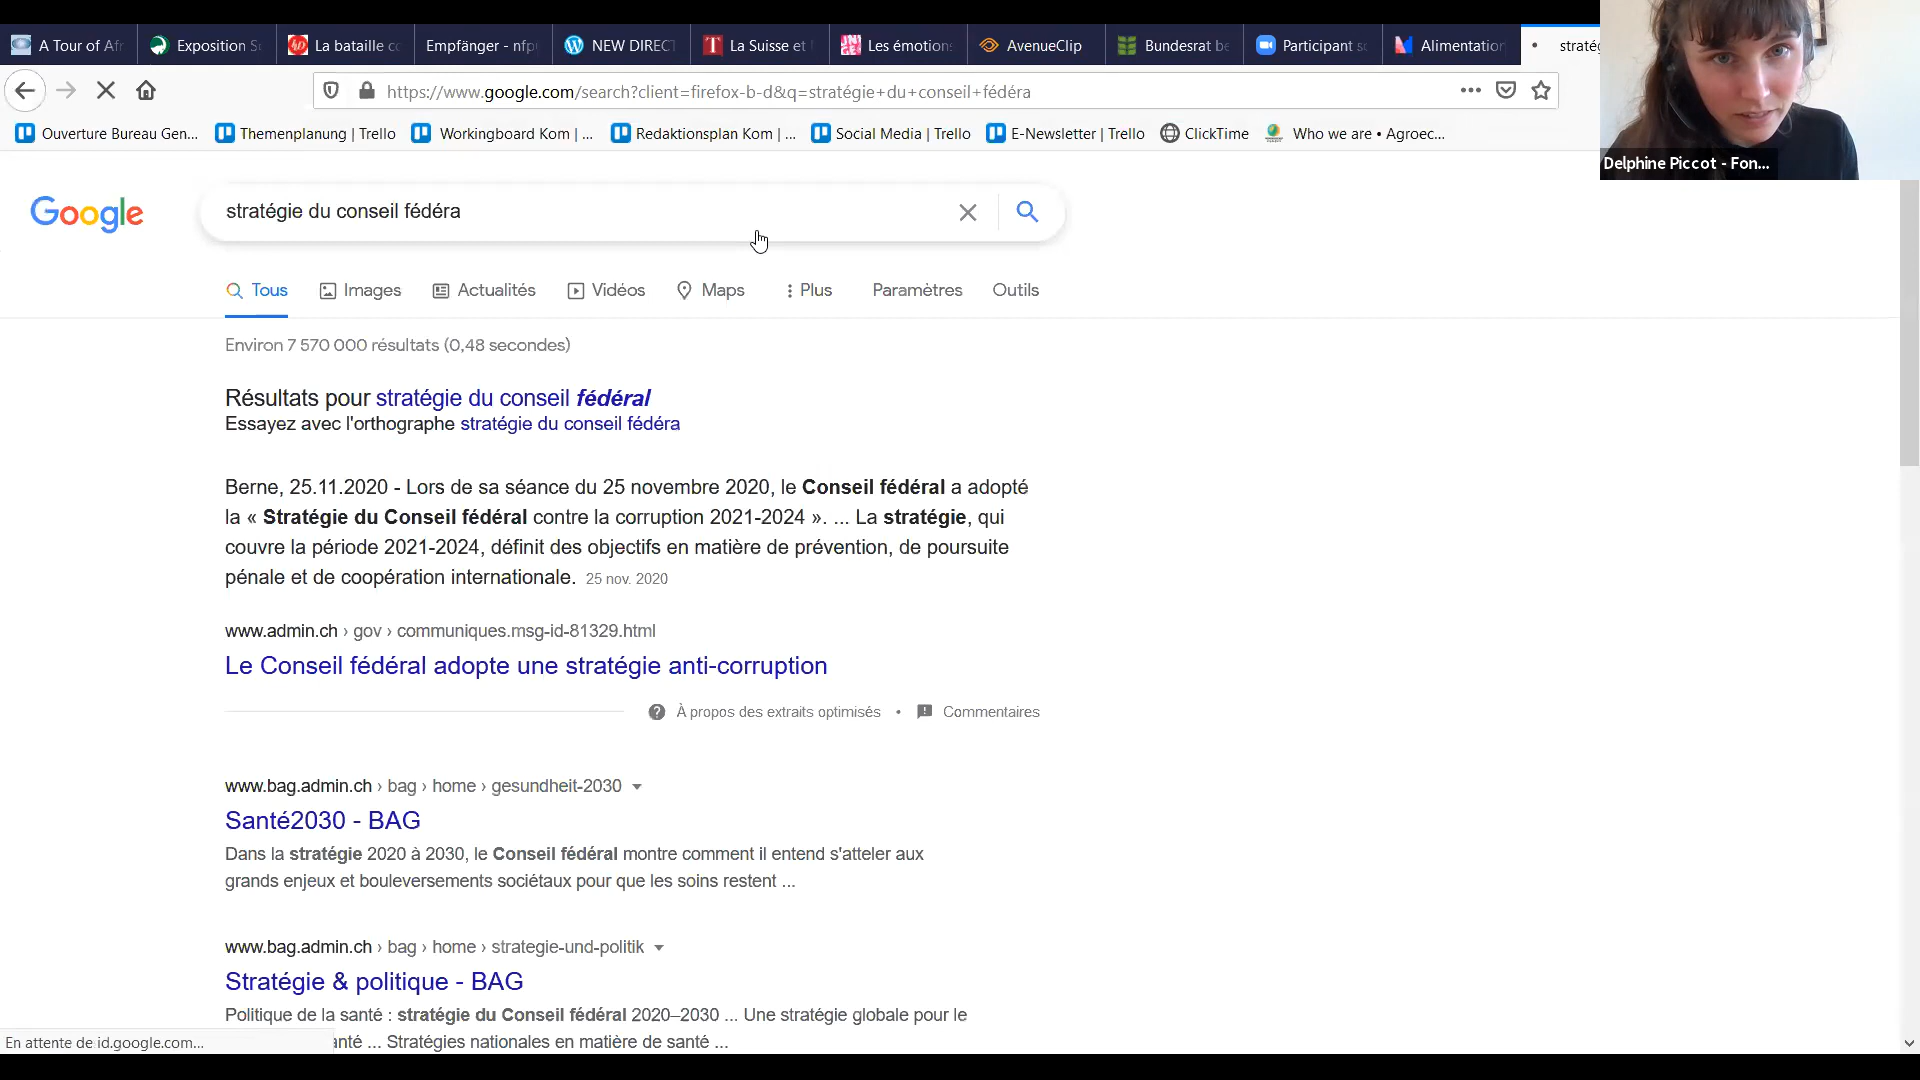 A Tour of Afr
Exposition S
La bataille c
Empfänger - nfp
NEW DIRECT
La Suisse et
Les émotion
AvenueClip
Bundesrat be
Participant s
Alimentation
straté
https://www.google.com/search?client=firefox-b-d&q=stratégie+du+conseil+fédéra
Ouverture Bureau Gen...
Themenplanung | Trello
Workingboard Kom | ...
Redaktionsplan Kom | ...
Social Media | Trello
E-Newsletter | Trello
ClickTime
Who we are • Agroec...
Delphine Piccot - Fon...
Google
stratégie du conseil fédéra
Tous
Images
Actualités
Vidéos
Maps
Plus
Paramètres
Outils
Environ 7 570 000 résultats (0,48 secondes)
Résultats pour stratégie du conseil fédéral
Essayez avec l'orthographe stratégie du conseil fédéra
Berne, 25.11.2020 - Lors de sa séance du 25 novembre 2020, le Conseil fédéral a adopté
la « Stratégie du Conseil fédéral contre la corruption 2021-2024 ». ... La stratégie, qui
couvre la période 2021-2024, définit des objectifs en matière de prévention, de poursuite
pénale et de coopération internationale. 25 nov. 2020
www.admin.ch › gov › communiques.msg-id-81329.html
Le Conseil fédéral adopte une stratégie anti-corruption
À propos des extraits optimisés • Commentaires
www.bag.admin.ch › bag › home › gesundheit-2030
Santé2030 - BAG
Dans la stratégie 2020 à 2030, le Conseil fédéral montre comment il entend s'atteler aux
grands enjeux et bouleversements sociétaux pour que les soins restent ...
www.bag.admin.ch › bag › home › strategie-und-politik
Stratégie & politique - BAG
Politique de la santé : stratégie du Conseil fédéral 2020–2030 ... Une stratégie globale pour le
anté ... Stratégies nationales en matière de santé ...
En attente de id.google.com...